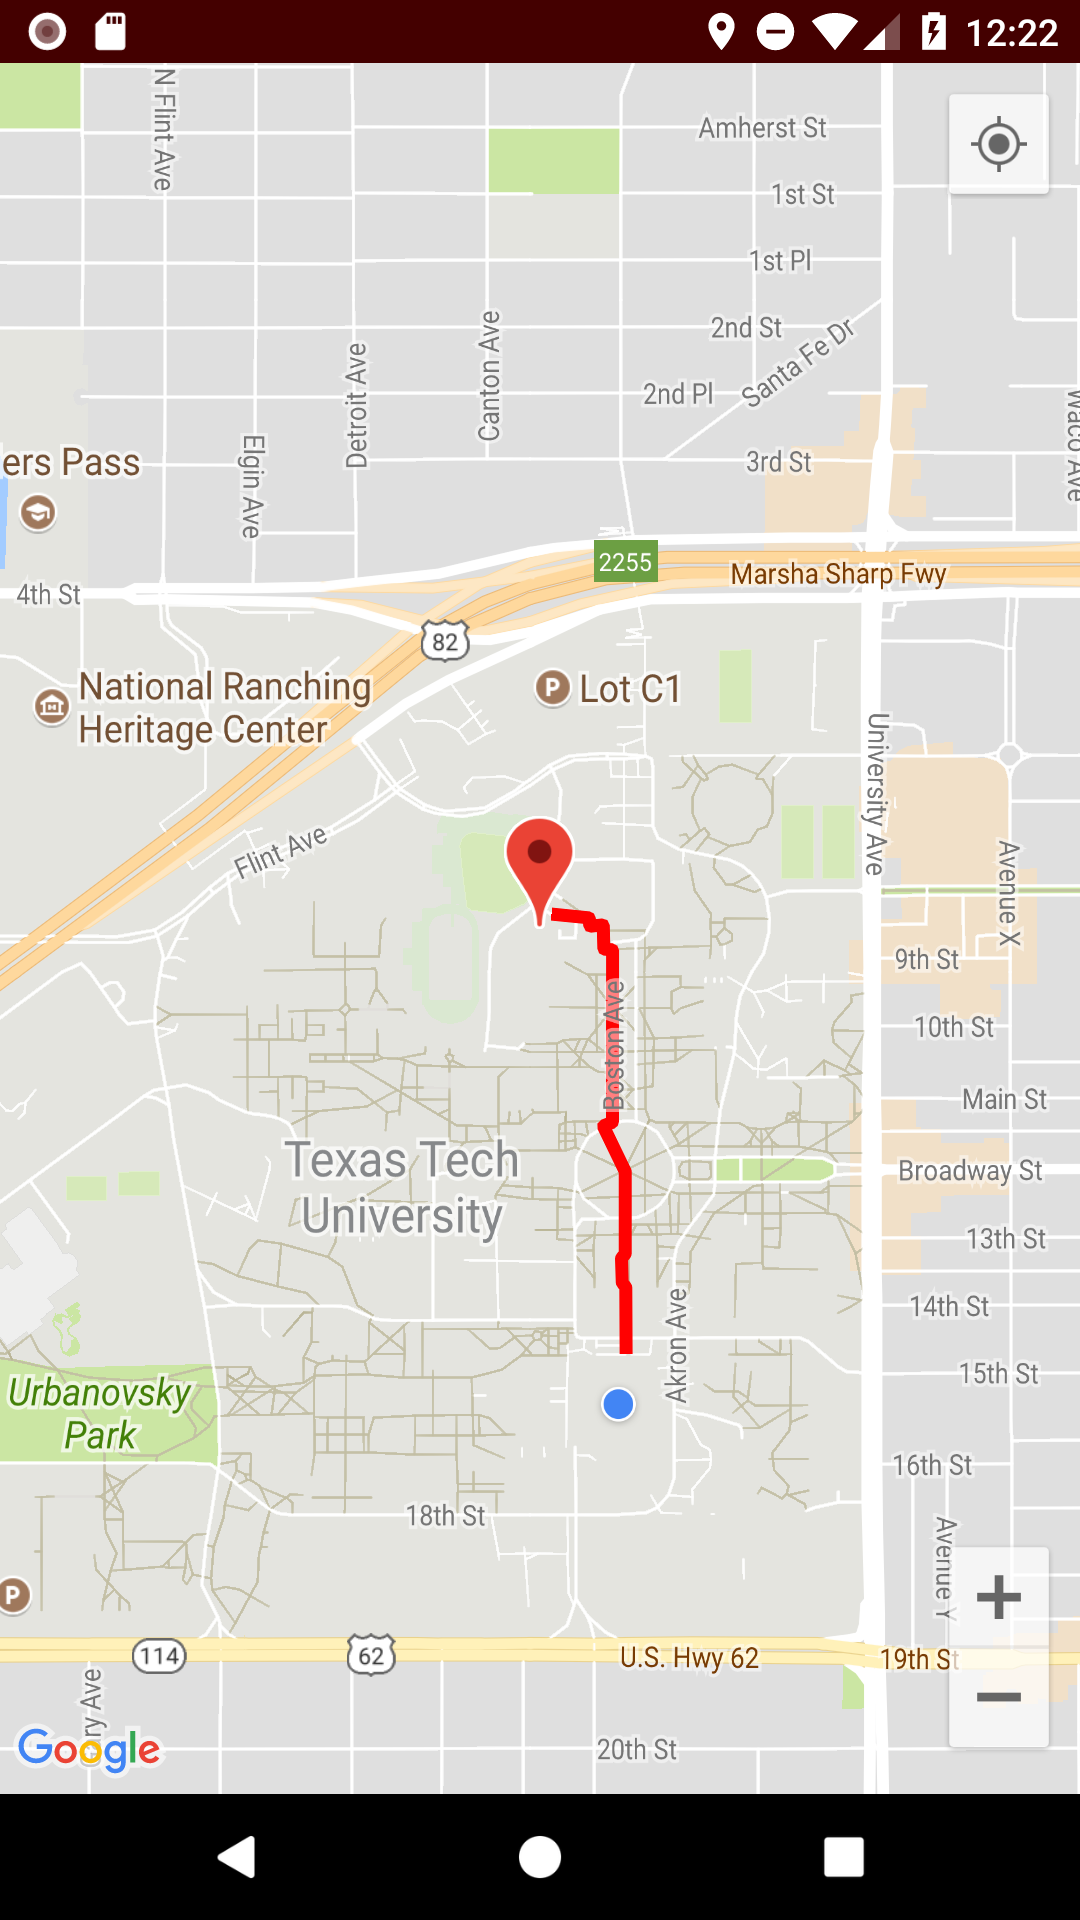 12:22
N Flint Ave
Amherst St
1st St
1st Pl
2nd St
Santa Fe Dr
Canton Ave
Detroit Ave
2nd Pl
Waco Ave
Elgin Ave
3rd St
ers Pass
2255
Marsha Sharp Fwy
4th St
82
National Ranching
Heritage Center
P Lot C1
University Ave
Flint Ave
Avenue X
9th St
Boston Ave
10th St
Main St
Texas Tech
University
Broadway St
13th St
14th St
Akron Ave
15th St
Urbanovsky
Park
16th St
18th St
Avenue Y
P
+
114
62
U.S. Hwy 62
19th St
−
ry Ave
Google
20th St